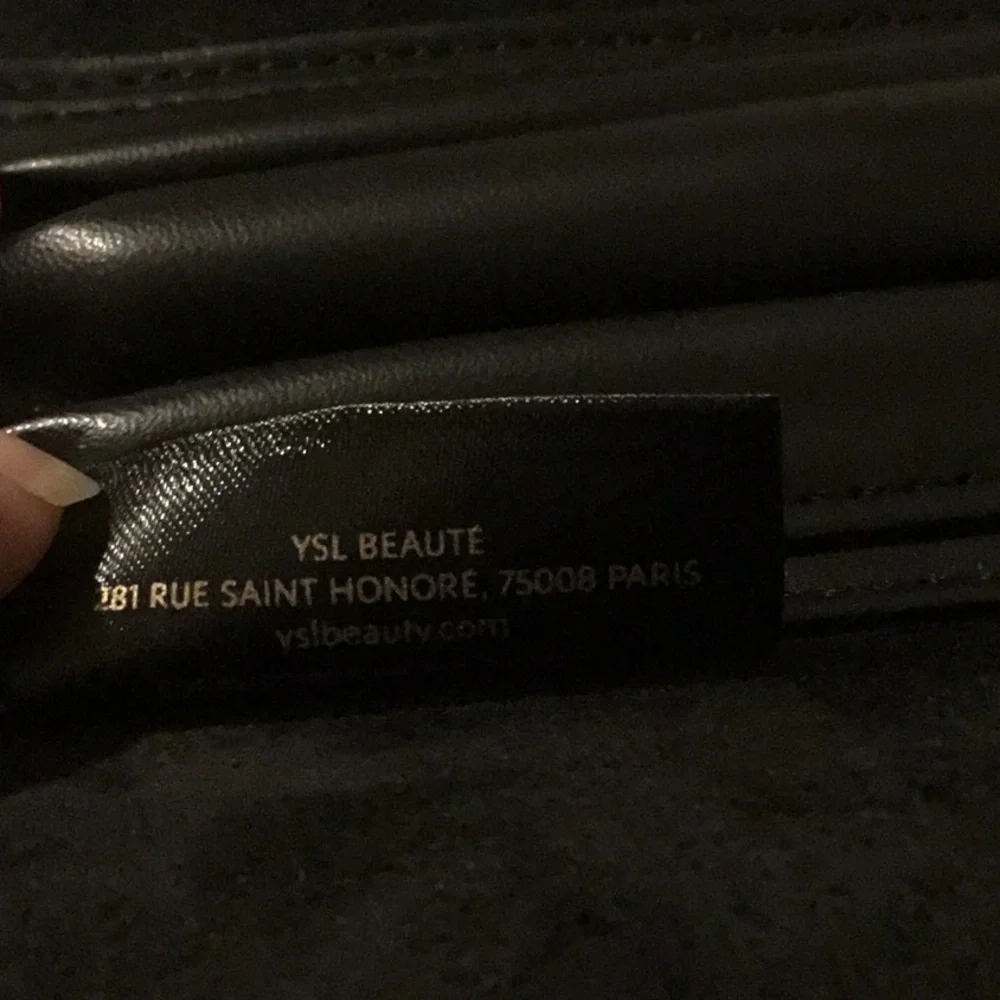 YSL BEAUTÉ
281 RUE SAINT HONORÉ, 75008 PARIS
yslbeauty.com